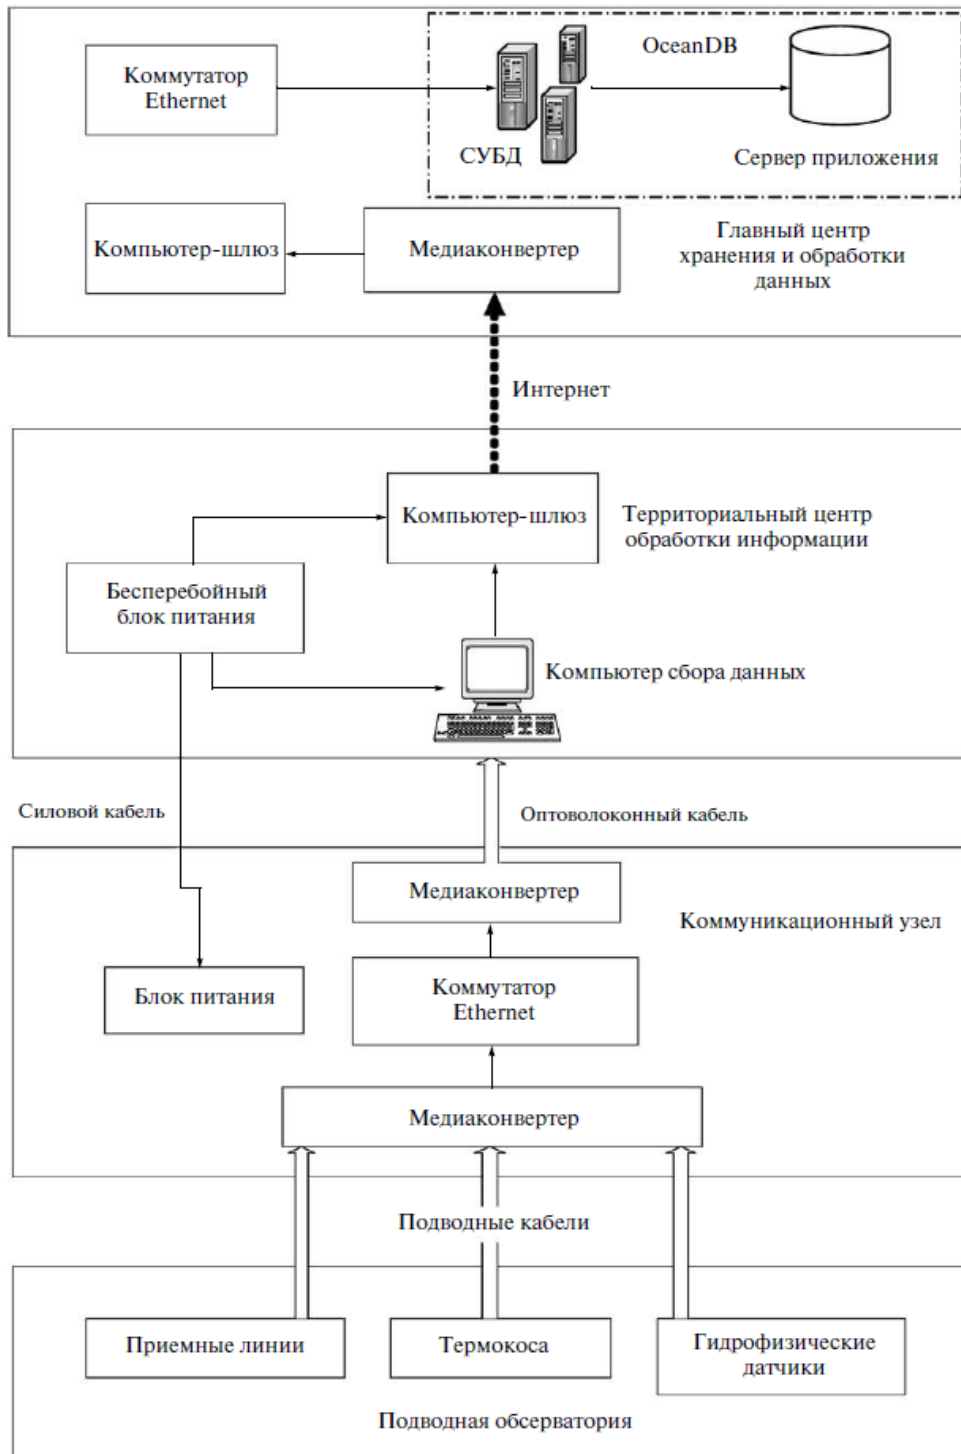 OceanDB
Коммутатор
Ethernet
СУБД
Сервер приложения
Компьютер-шлюз
Медиаконвертер
Главный центр
хранения и обработки
данных
Интернет
Компьютер-шлюз
Территориальный центр
обработки информации
Бесперебойный
блок питания
Компьютер сбора данных
Силовой кабель
Оптоволоконный кабель
Медиаконвертер
Коммуникационный узел
Блок питания
Коммутатор
Ethernet
Медиаконвертер
Подводные кабели
Приемные линии
Термокоса
Гидрофизические
датчики
Подводная обсерватория